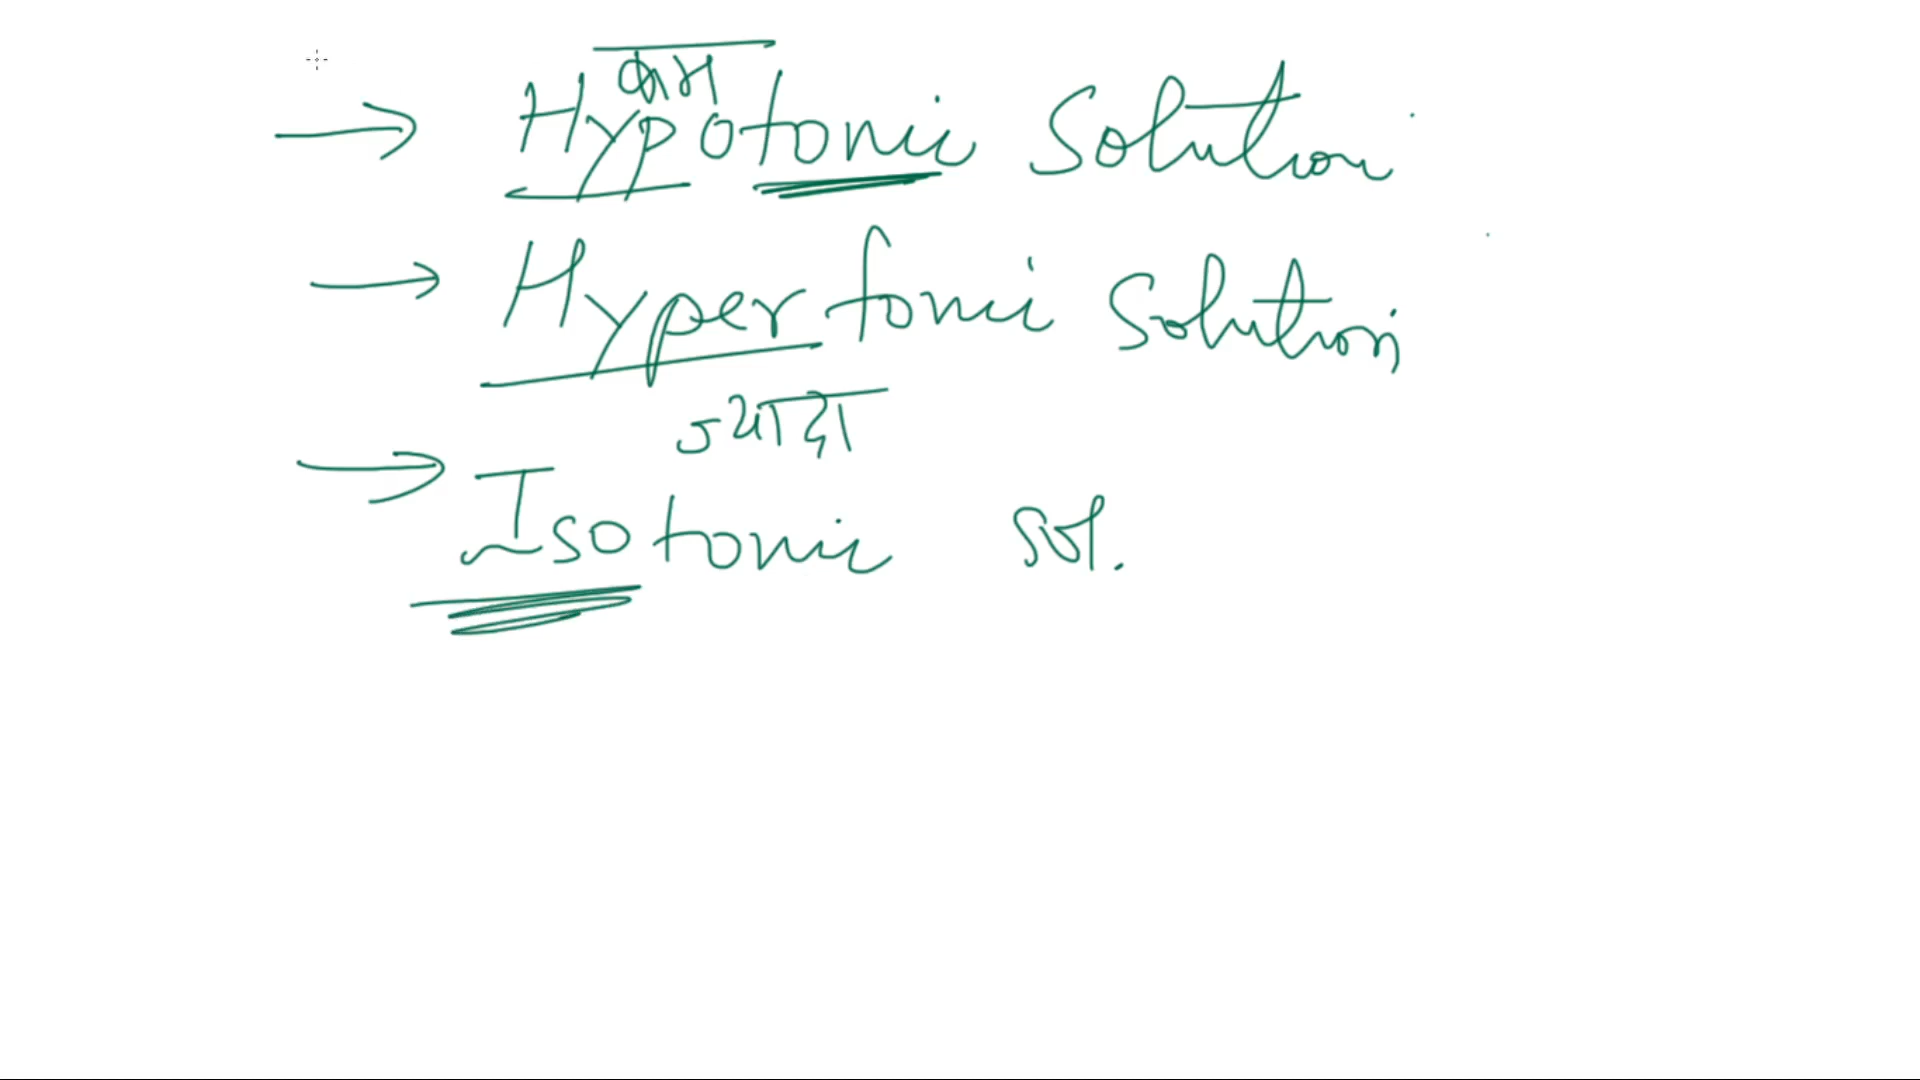 कम
→ Hypotonic Solution
→ Hypertonic Solution
ज्यादा
→ Isotonic sol.